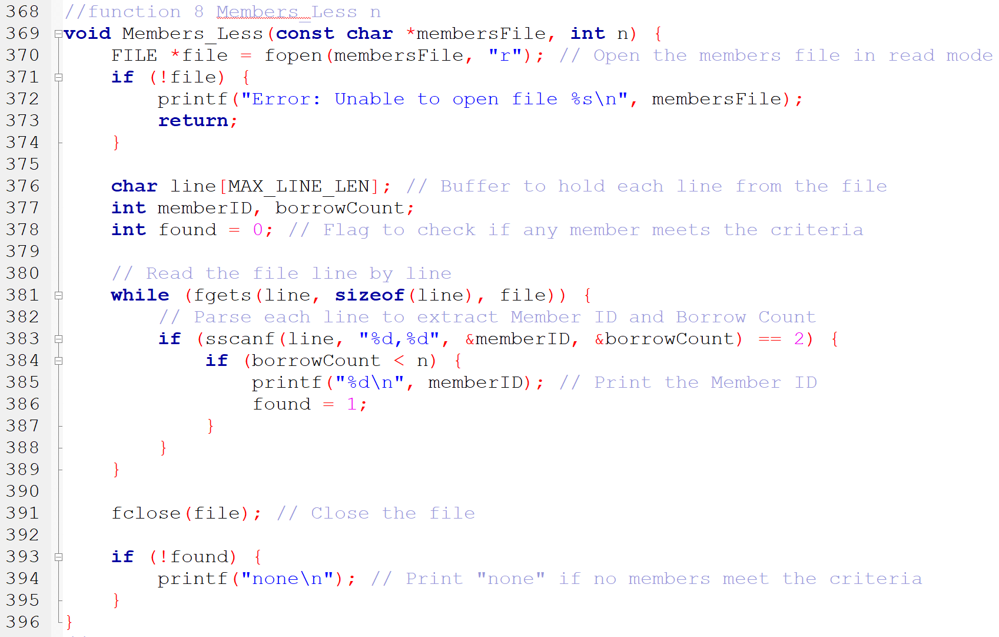 368 //function 8 Members_Less n
369 void Members_Less(const char *membersFile, int n) {
370     FILE *file = fopen(membersFile, "r"); // Open the members file in read mode
371     if (!file) {
372         printf("Error: Unable to open file %s\n", membersFile);
373         return;
374     }
375
376     char line[MAX_LINE_LEN]; // Buffer to hold each line from the file
377     int memberID, borrowCount;
378     int found = 0; // Flag to check if any member meets the criteria
379
380     // Read the file line by line
381     while (fgets(line, sizeof(line), file)) {
382         // Parse each line to extract Member ID and Borrow Count
383         if (sscanf(line, "%d,%d", &memberID, &borrowCount) == 2) {
384             if (borrowCount < n) {
385                 printf("%d\n", memberID); // Print the Member ID
386                 found = 1;
387             }
388         }
389     }
390
391     fclose(file); // Close the file
392
393     if (!found) {
394         printf("none\n"); // Print "none" if no members meet the criteria
395     }
396 }